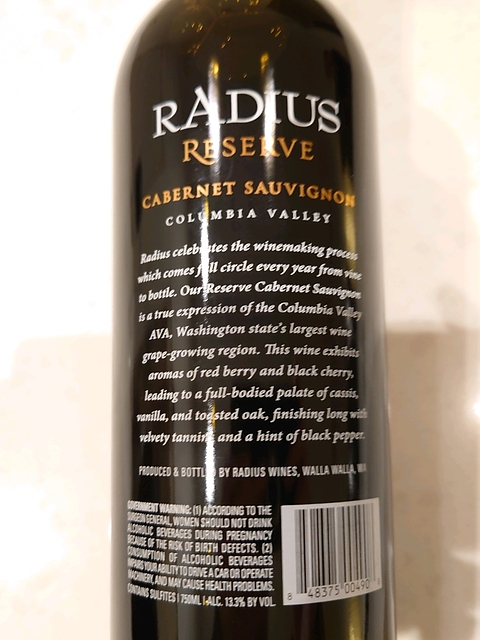 RADIUS
RESERVE
CABERNET SAUVIGNON
COLUMBIA VALLEY
Radius celebrates the winemaking process
which comes full circle every year from vine
to bottle. Our Reserve Cabernet Sauvignon
is a true expression of the Columbia Valley
AVA, Washington state's largest wine
grape-growing region. This wine exhibits
aromas of red berry and black cherry,
leading to a full-bodied palate of cassis,
vanilla, and toasted oak, finishing long with
velvety tannins and a hint of black pepper.
PRODUCED & BOTTLED BY RADIUS WINES, WALLA WALLA, WA
GOVERNMENT WARNING: (1) ACCORDING TO THE
SURGEON GENERAL, WOMEN SHOULD NOT DRINK
ALCOHOLIC BEVERAGES DURING PREGNANCY
BECAUSE OF THE RISK OF BIRTH DEFECTS. (2)
CONSUMPTION OF ALCOHOLIC BEVERAGES
IMPAIRS YOUR ABILITY TO DRIVE A CAR OR OPERATE
MACHINERY, AND MAY CAUSE HEALTH PROBLEMS.
CONTAINS SULFITES | 750ML | ALC. 13.3% BY VOL.
8 48375 00490